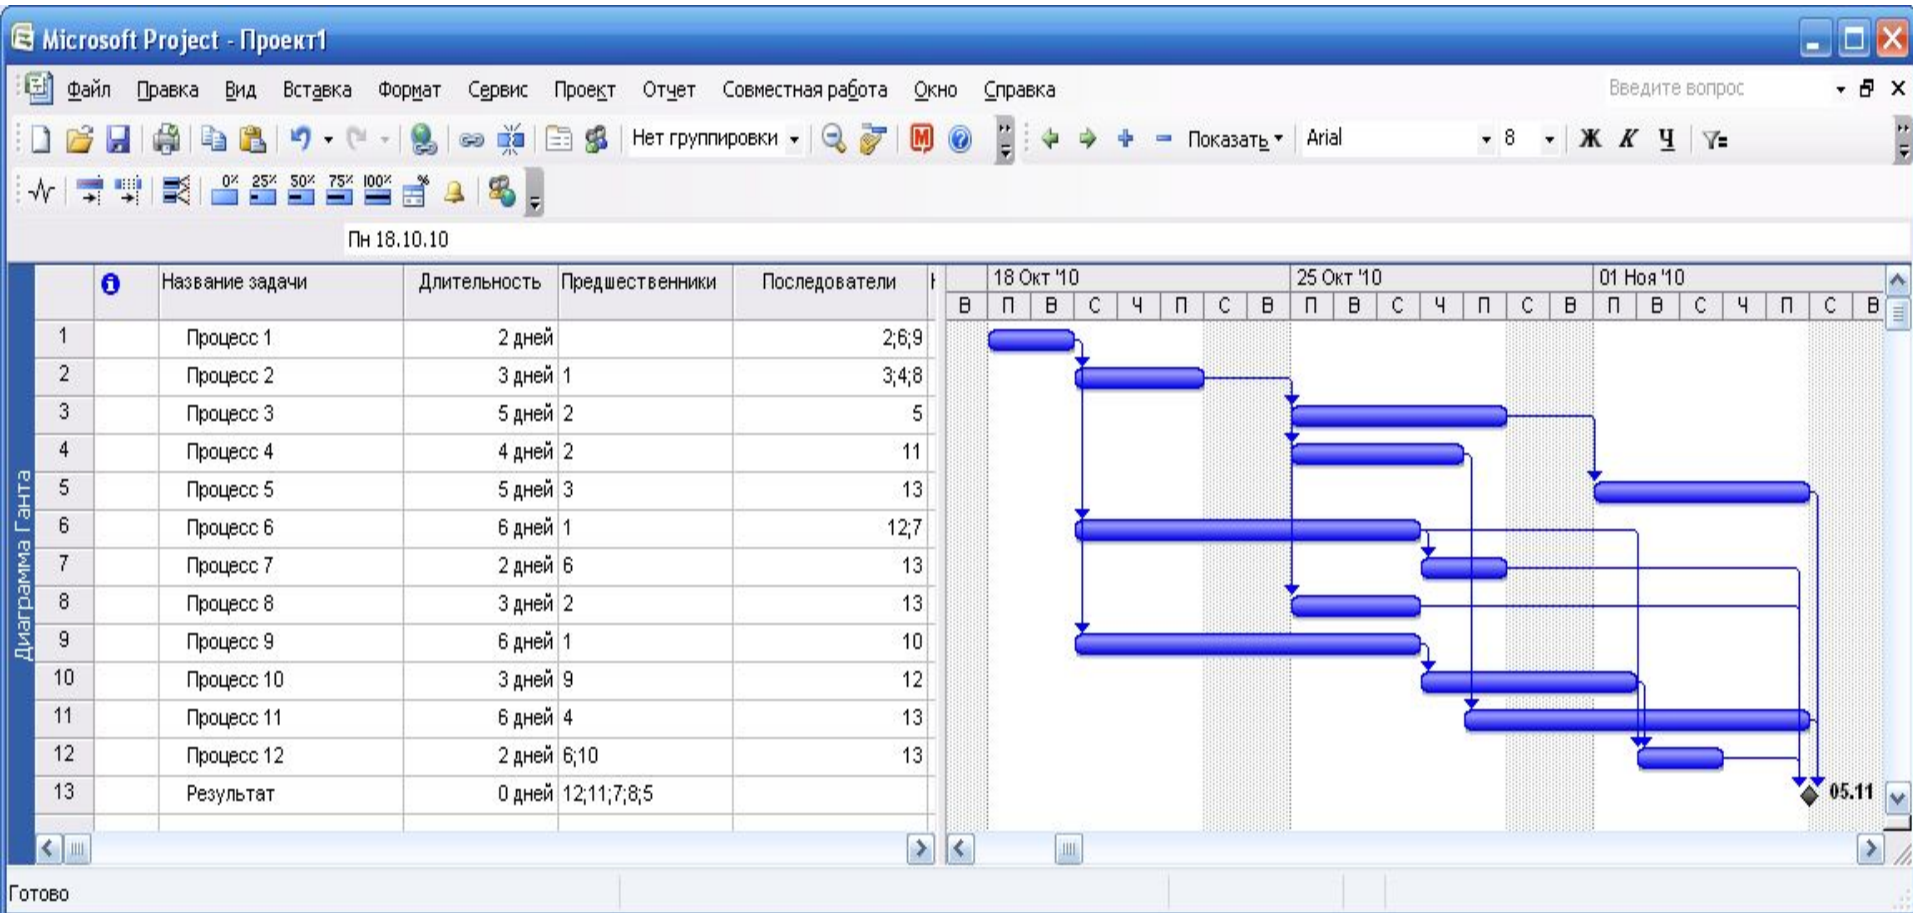 Microsoft Project - Проект1
Файл Правка Вид Вставка Формат Сервис Проект Отчет Совместная работа Окно Справка Введите вопрос
Нет группировки Показать Arial 8 Ж К Ч
0% 25% 50% 75% 100% %
Пн 18.10.10
Название задачи Длительность Предшественники Последователи 18 Окт '10 25 Окт '10 01 Ноя '10
В П В С Ч П С В П В С Ч П С В П В С Ч П С В
1 Процесс 1 2 дней 2;6;9
2 Процесс 2 3 дней 1 3;4;8
3 Процесс 3 5 дней 2 5
4 Процесс 4 4 дней 2 11
5 Процесс 5 5 дней 3 13
6 Процесс 6 6 дней 1 12;7
7 Процесс 7 2 дней 6 13
8 Процесс 8 3 дней 2 13
9 Процесс 9 6 дней 1 10
10 Процесс 10 3 дней 9 12
11 Процесс 11 6 дней 4 13
12 Процесс 12 2 дней 6;10 13
13 Результат 0 дней 12;11;7;8;5 05.11
Диаграмма Ганта
Готово